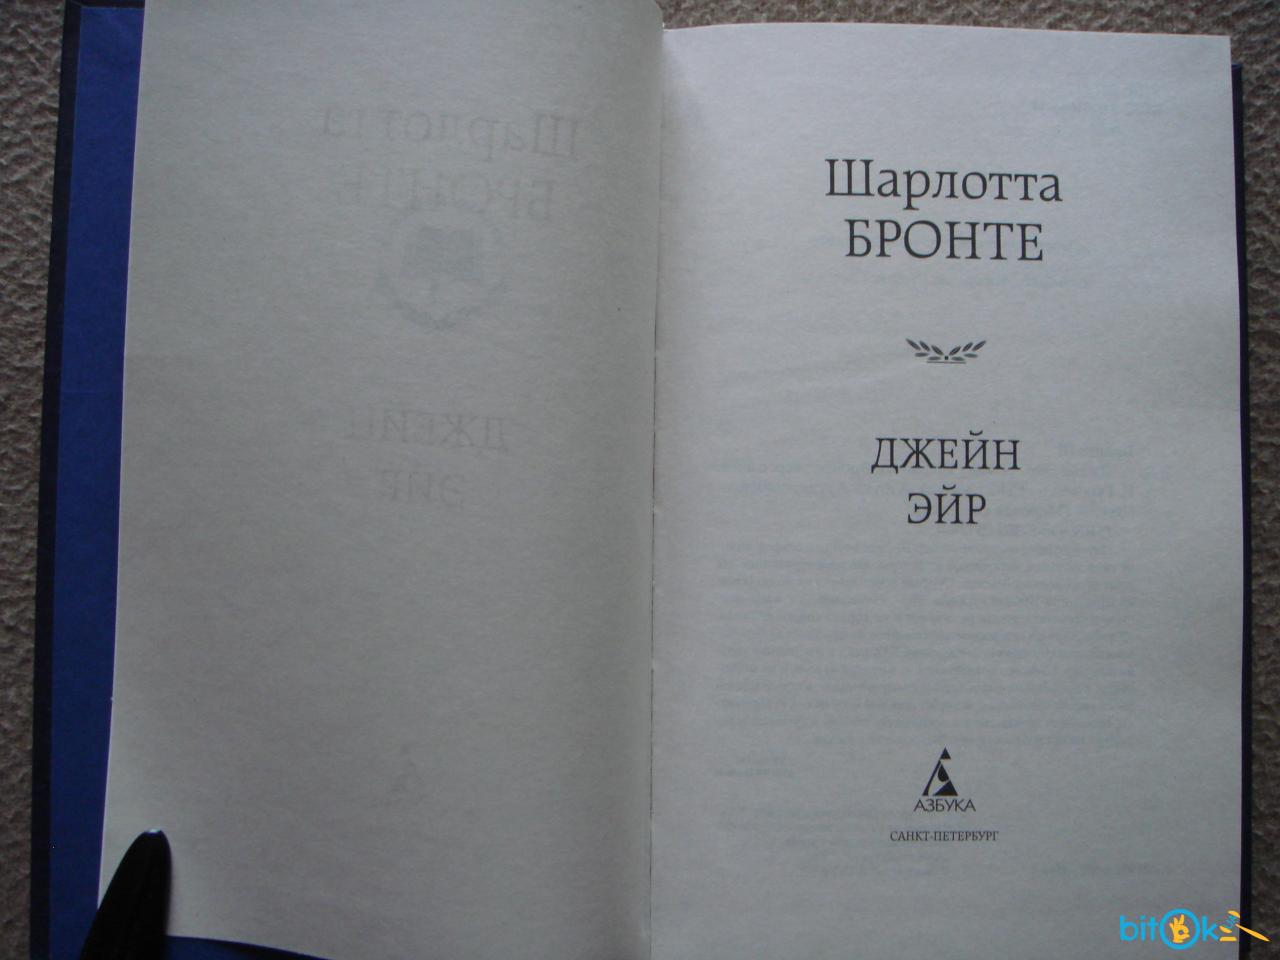 Шарлотта
БРОНТЕ
ДЖЕЙН
ЭЙР
АЗБУКА
САНКТ-ПЕТЕРБУРГ
bitOk